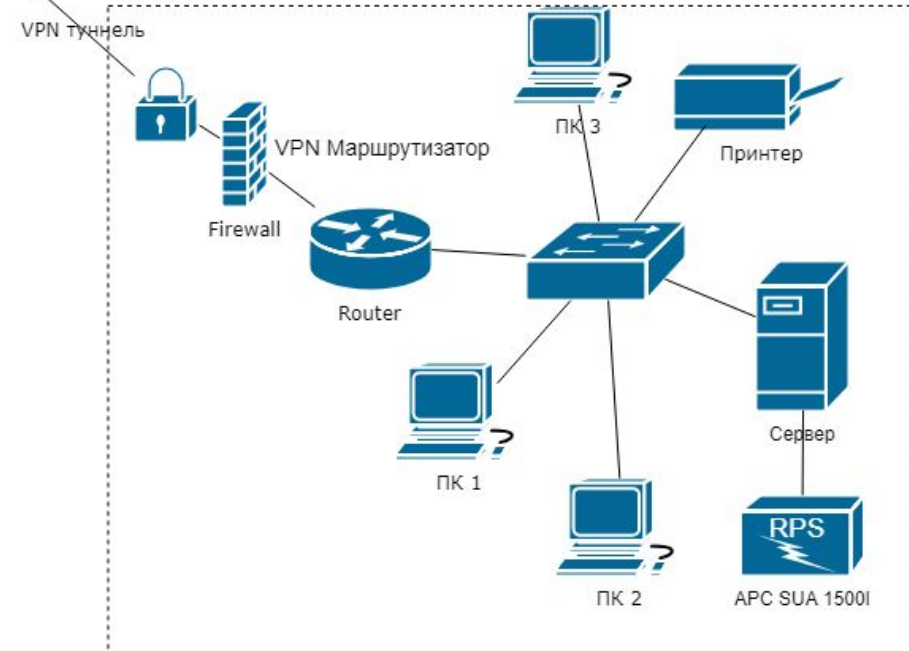 VPN туннель
ПК 3
VPN Маршрутизатор
Принтер
Firewall
Router
Сервер
ПК 1
RPS
ПК 2
APC SUA 1500I